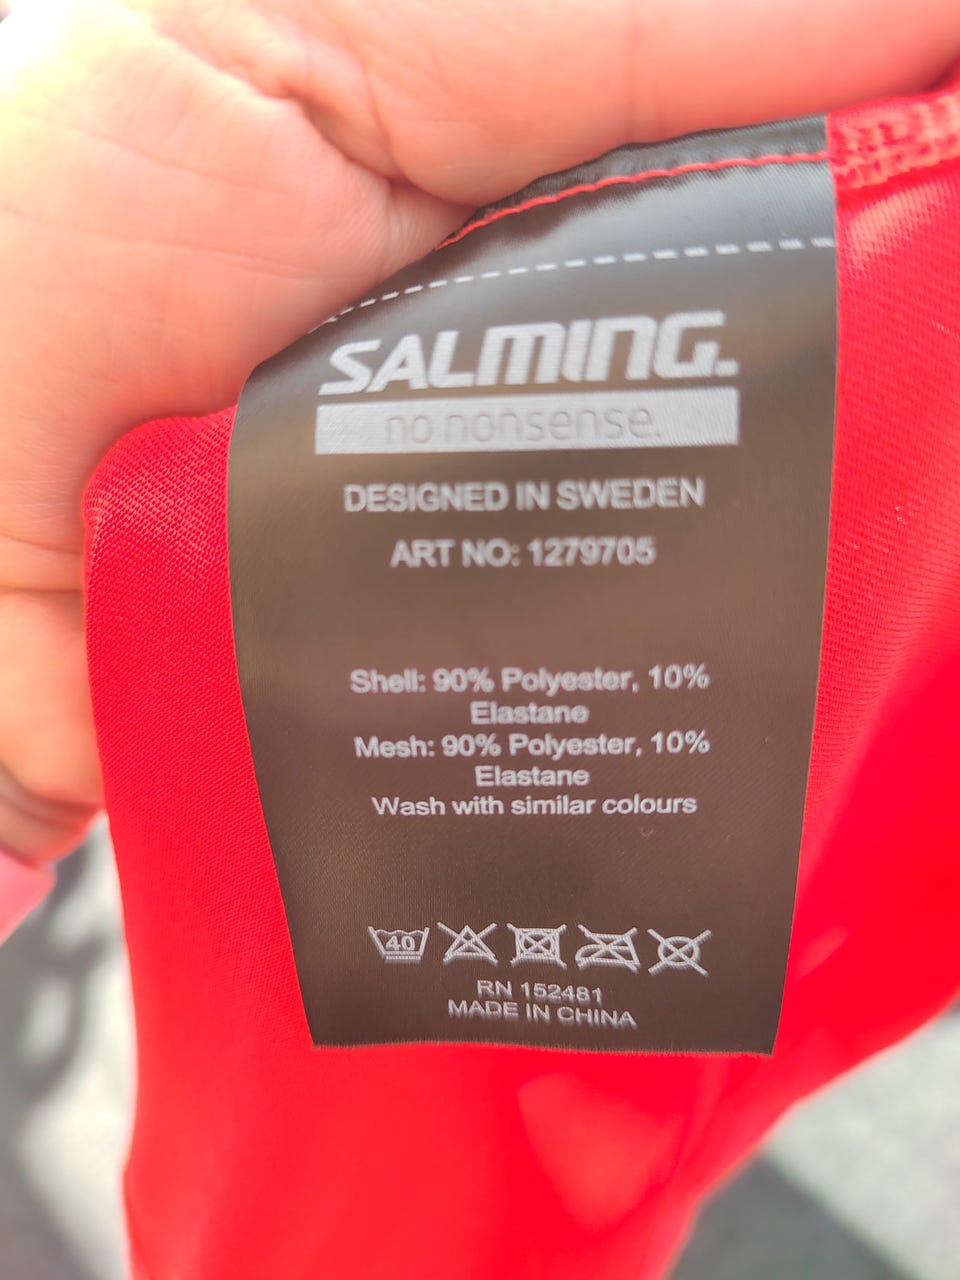 SALMING.
no nonsense.
DESIGNED IN SWEDEN
ART NO: 1279705
Shell: 90% Polyester, 10%
Elastane
Mesh: 90% Polyester, 10%
Elastane
Wash with similar colours
40
RN 152481
MADE IN CHINA